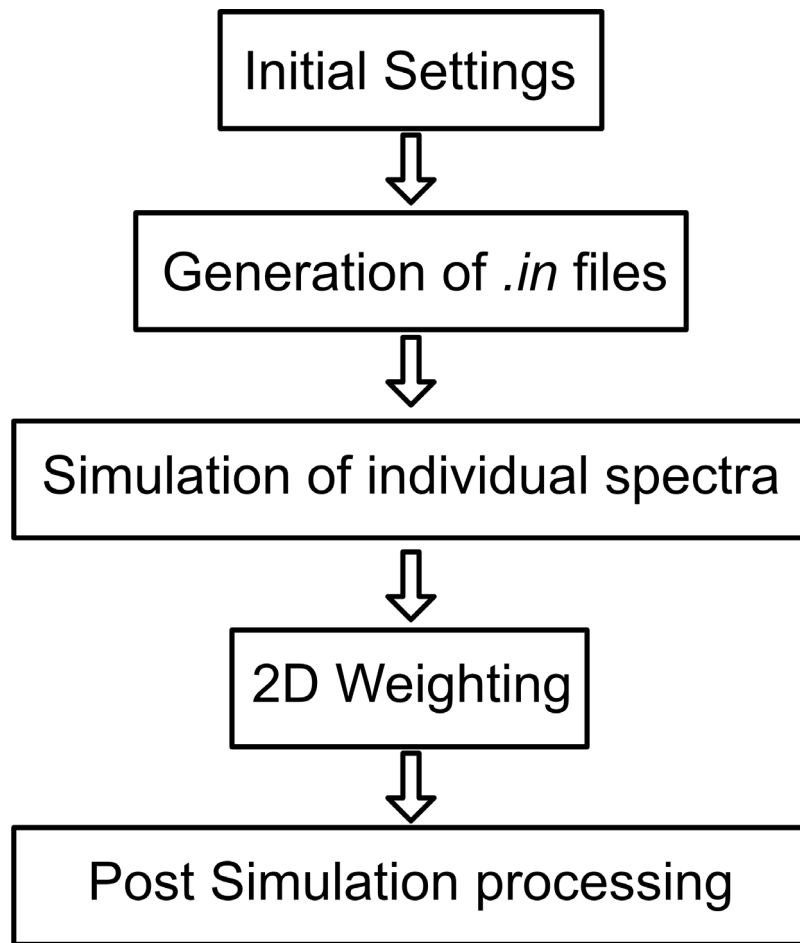 Initial Settings
Generation of .in files
Simulation of individual spectra
2D Weighting
Post Simulation processing